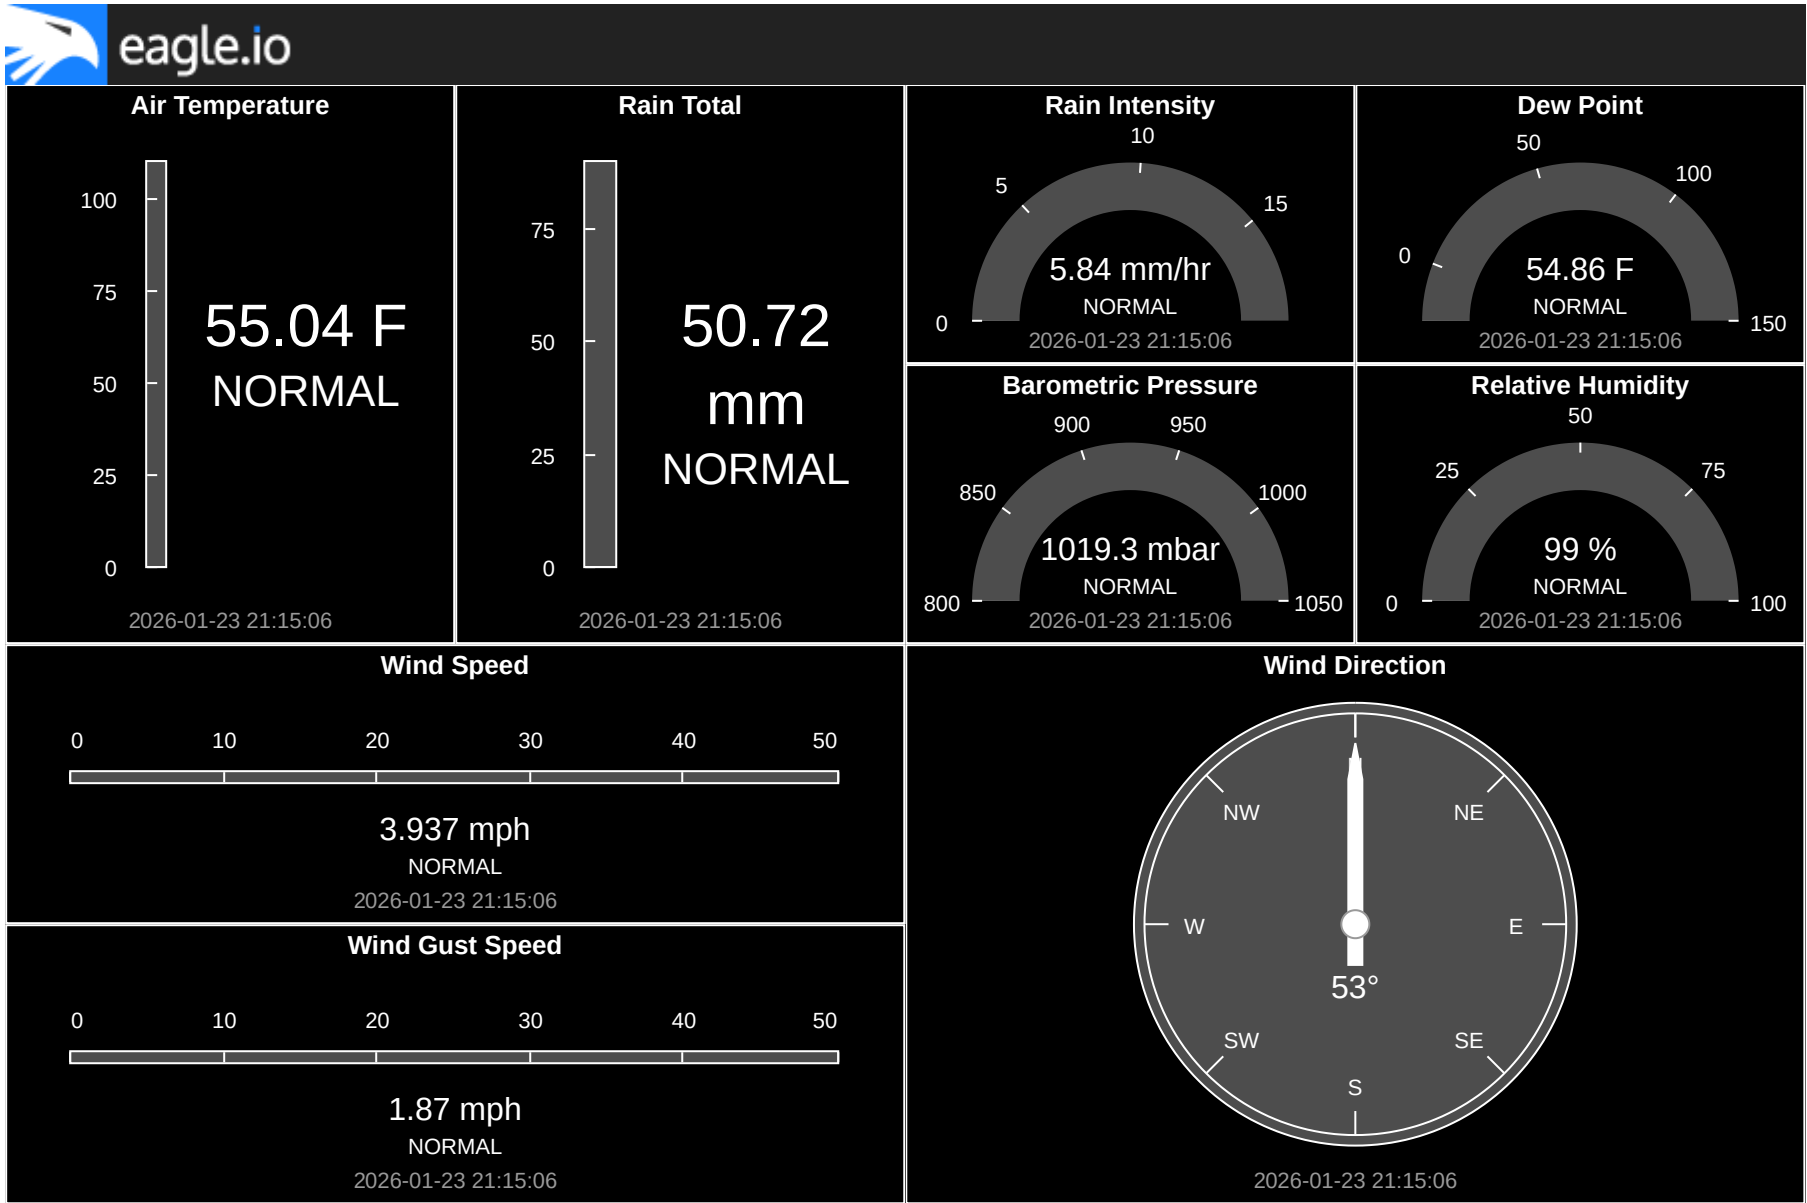 eagle.io
Air Temperature
100
75
50
25
0
55.04 F
NORMAL
2026-01-23 21:15:06
Rain Total
75
50
25
0
50.72
mm
NORMAL
2026-01-23 21:15:06
Rain Intensity
10
5
15
0
5.84 mm/hr
NORMAL
2026-01-23 21:15:06
Dew Point
50
100
0
150
54.86 F
NORMAL
2026-01-23 21:15:06
Barometric Pressure
900
950
850
1000
800
1050
1019.3 mbar
NORMAL
2026-01-23 21:15:06
Relative Humidity
50
25
75
0
100
99 %
NORMAL
2026-01-23 21:15:06
Wind Speed
0 10 20 30 40 50
3.937 mph
NORMAL
2026-01-23 21:15:06
Wind Gust Speed
0 10 20 30 40 50
1.87 mph
NORMAL
2026-01-23 21:15:06
Wind Direction
NW NE
W E
53°
SW SE
S
2026-01-23 21:15:06